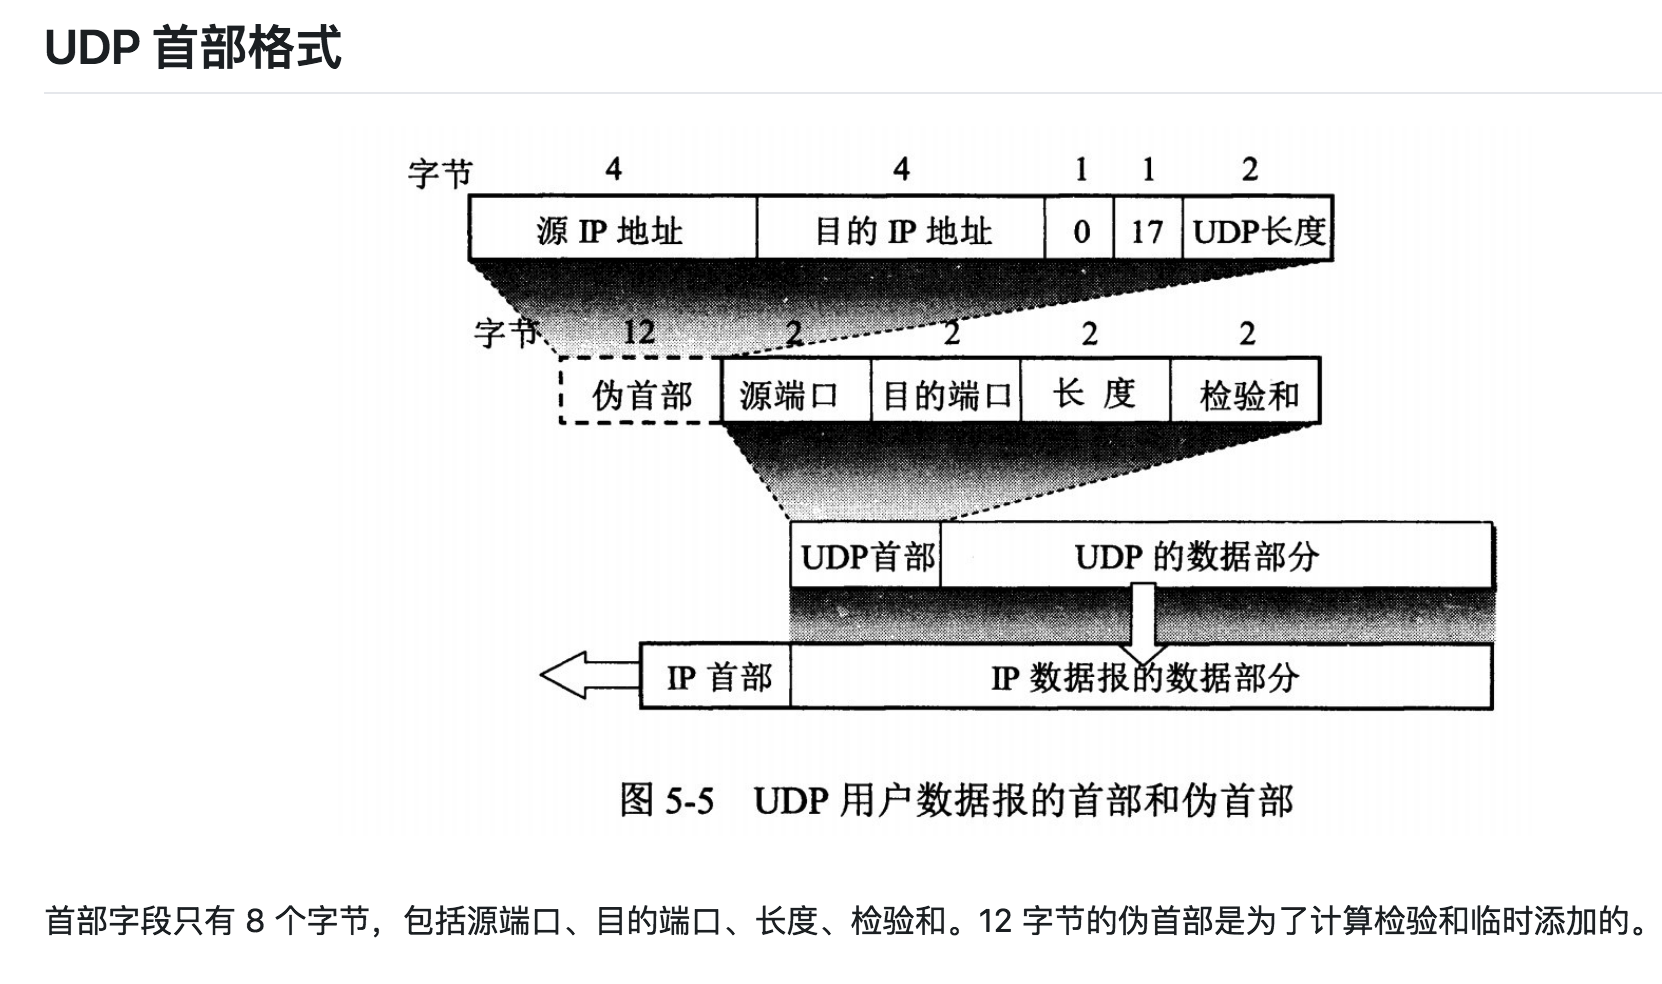 UDP 首部格式
字节 4 4 1 1 2
源 IP 地址 目的 IP 地址 0 17 UDP长度
字节 12 2 2 2 2
伪首部 源端口 目的端口 长 度 检验和
UDP首部 UDP 的数据部分
IP 首部 IP 数据报的数据部分
图 5-5 UDP 用户数据报的首部和伪首部
首部字段只有 8 个字节，包括源端口、目的端口、长度、检验和。12 字节的伪首部是为了计算检验和临时添加的。